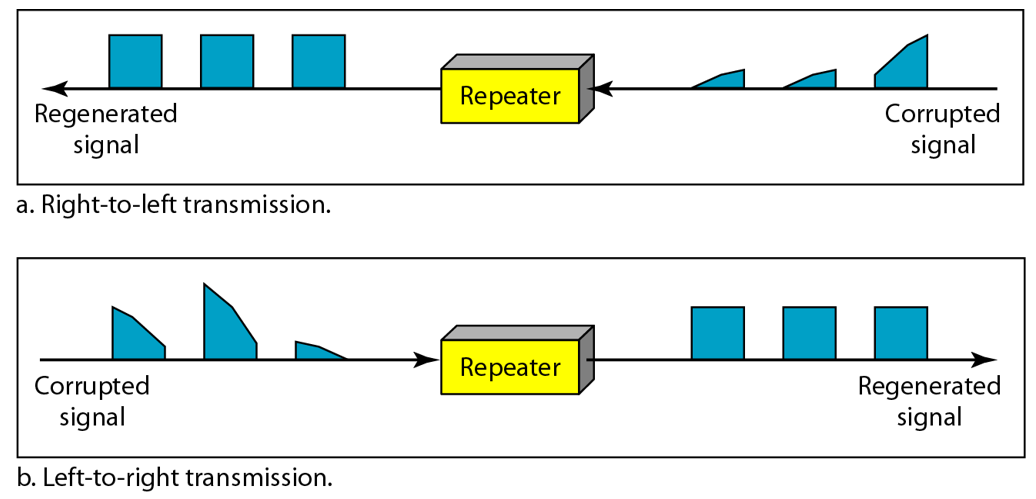 Repeater
Regenerated
signal
Corrupted
signal
a. Right-to-left transmission.
Repeater
Corrupted
signal
Regenerated
signal
b. Left-to-right transmission.